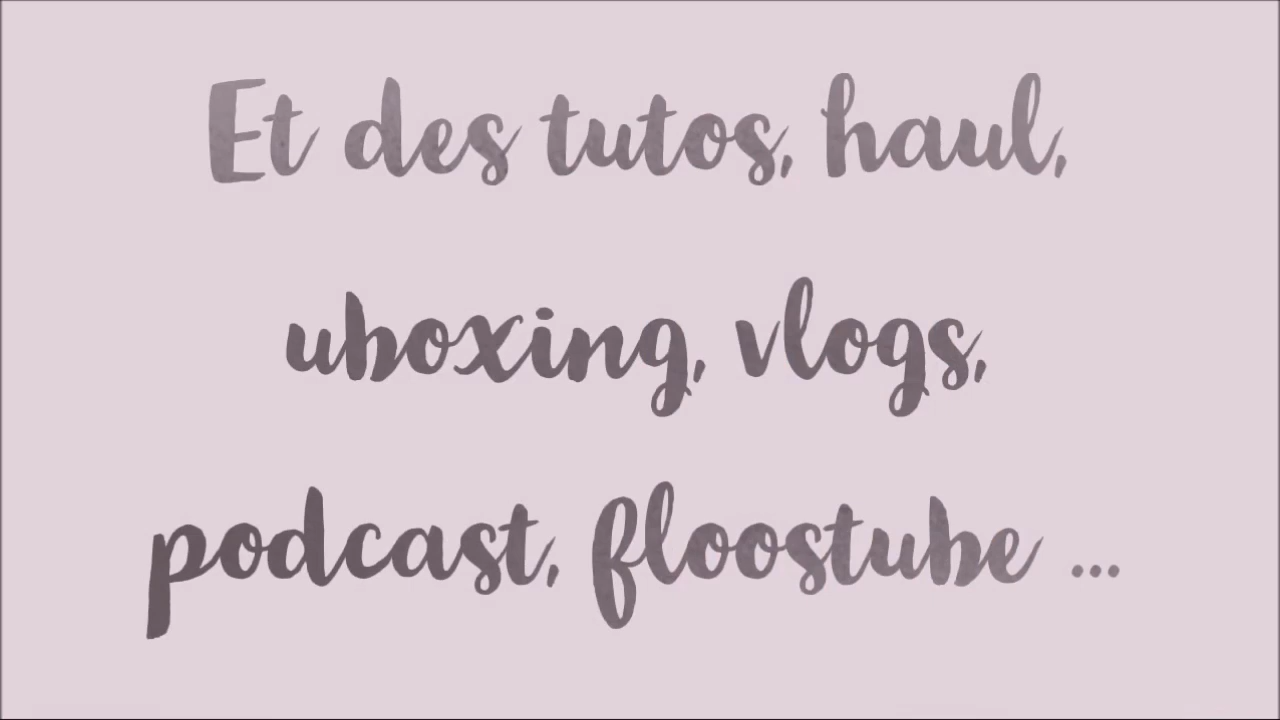 Et des tutos, haul,
uboxing, vlogs,
podcast, floostube ...